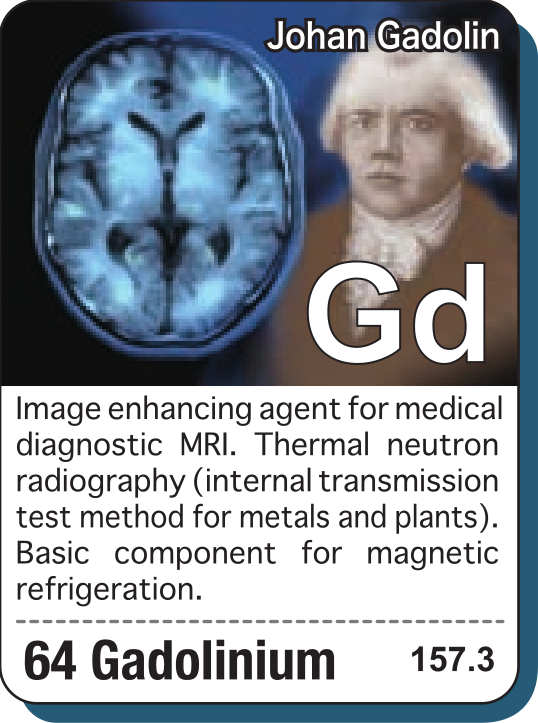 Johan Gadolin
Gd
Image enhancing agent for medical
diagnostic MRI. Thermal neutron
radiography (internal transmission
test method for metals and plants).
Basic component for magnetic
refrigeration.
64 Gadolinium 157.3